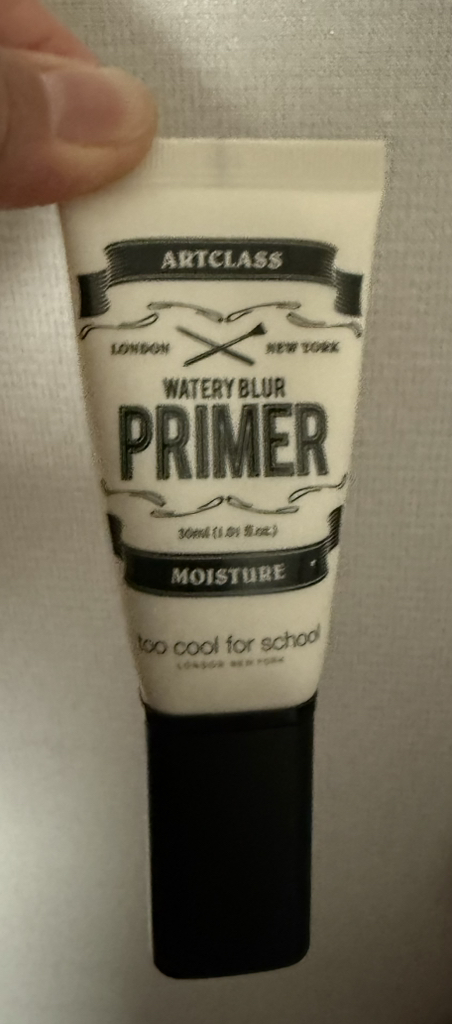 ARTCLASS
LONDON NEW YORK
WATERY BLUR
PRIMER
30ml (1.01 fl.oz.)
MOISTURE
too cool for school
LONDON NEW YORK